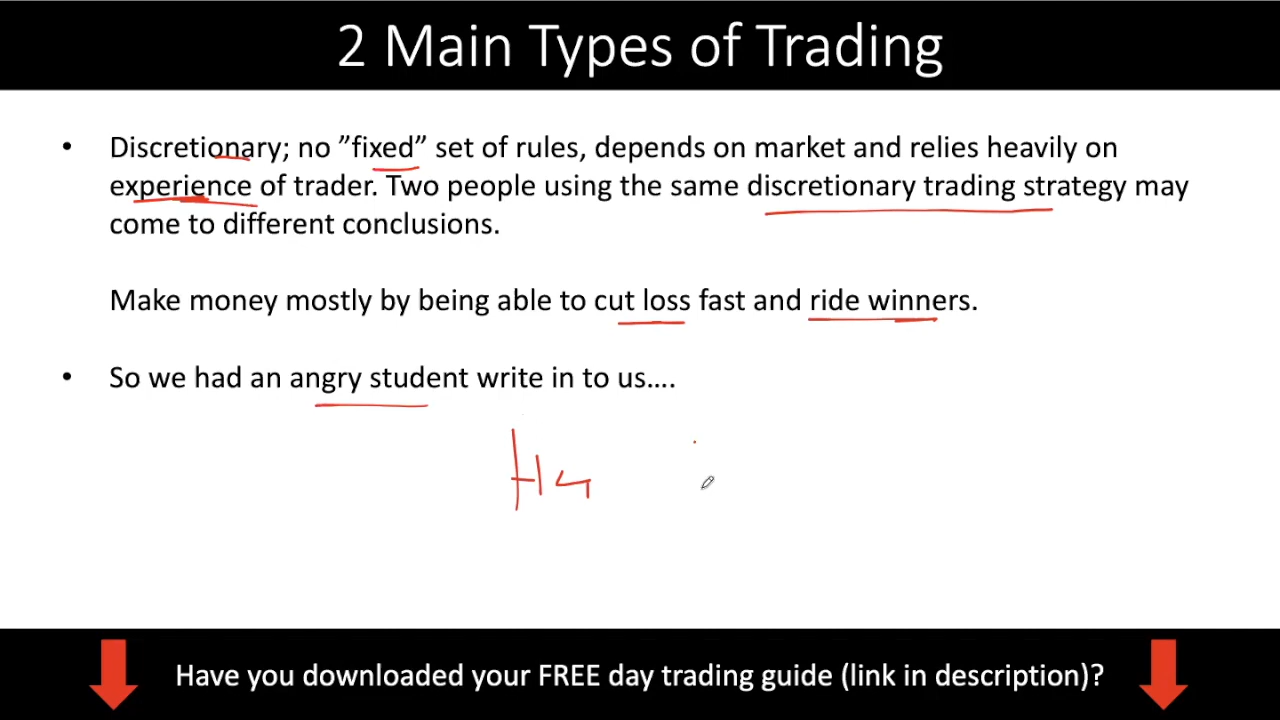 2 Main Types of Trading
• Discretionary; no ”fixed” set of rules, depends on market and relies heavily on
experience of trader. Two people using the same discretionary trading strategy may
come to different conclusions.
Make money mostly by being able to cut loss fast and ride winners.
• So we had an angry student write in to us....
H4
Have you downloaded your FREE day trading guide (link in description)?